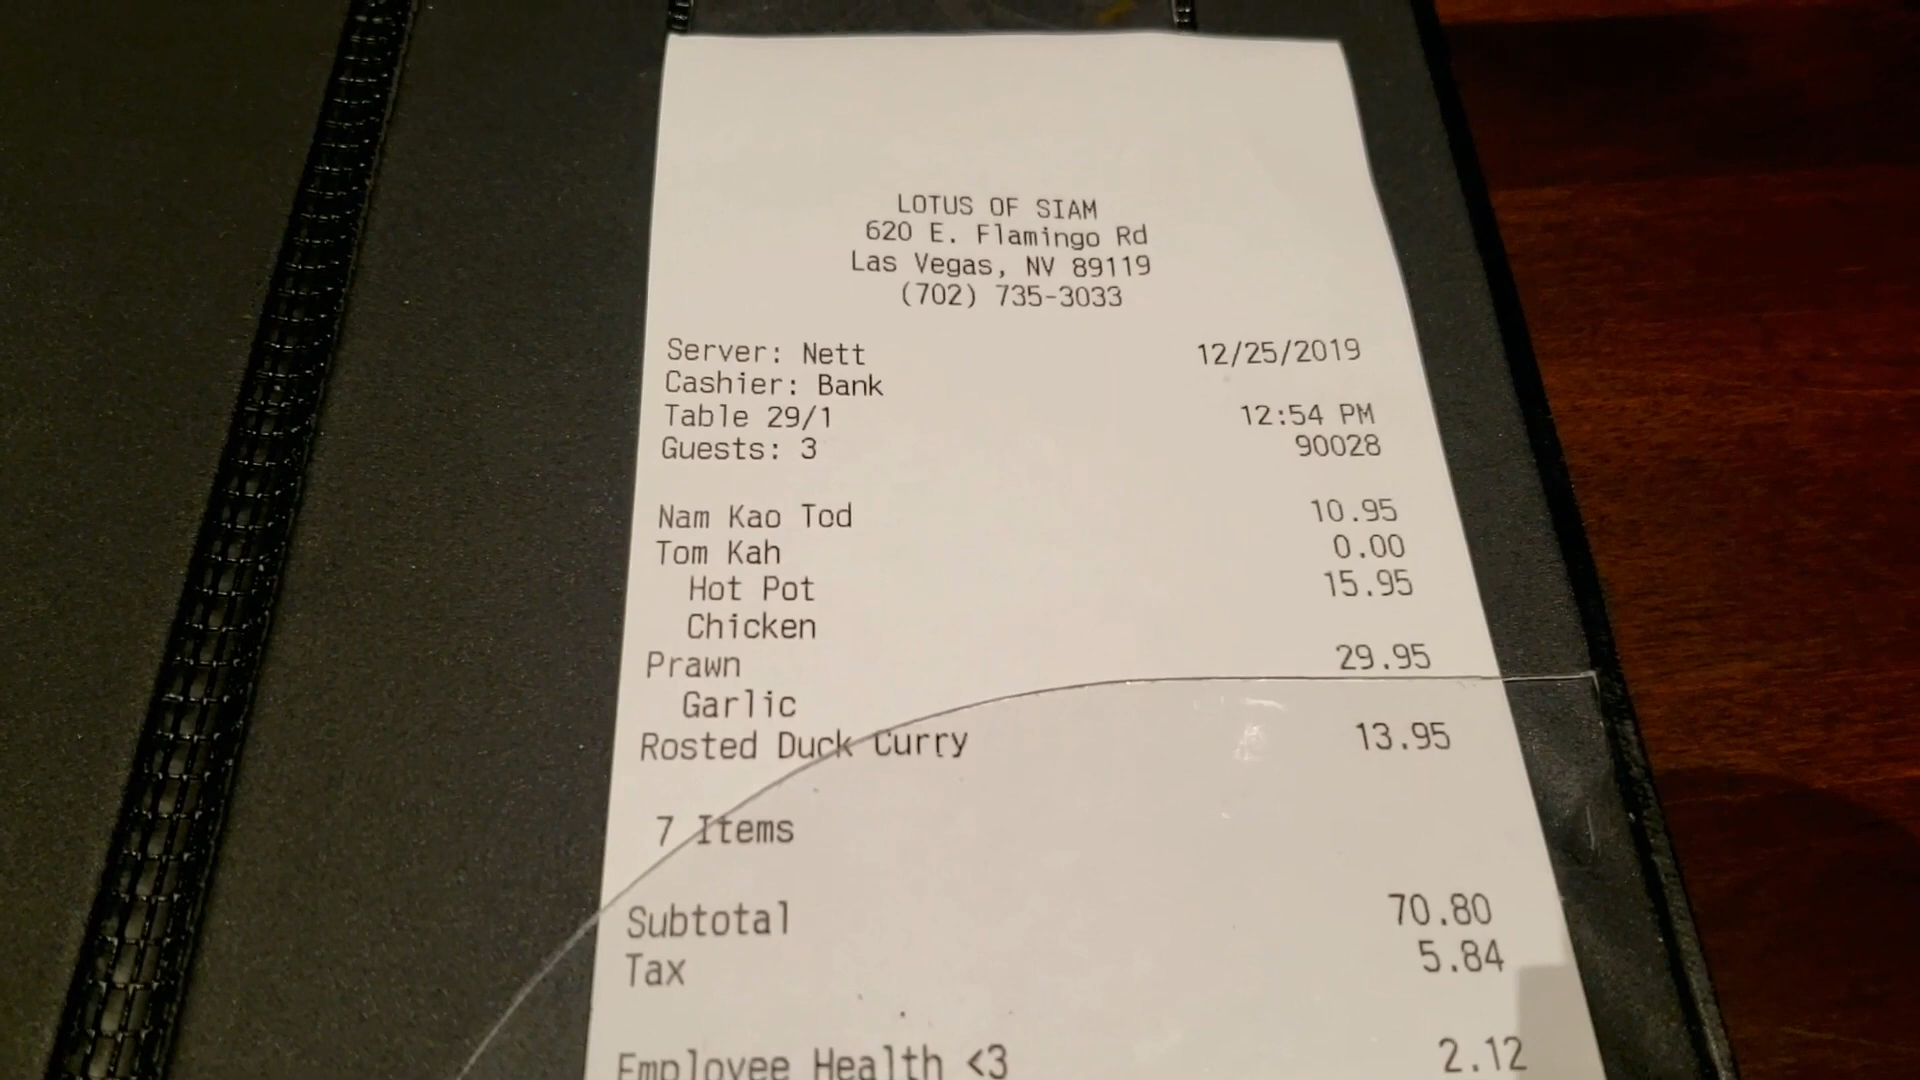 LOTUS OF SIAM
620 E. Flamingo Rd
Las Vegas, NV 89119
(702) 735-3033
Server: Nett 12/25/2019
Cashier: Bank
Table 29/1 12:54 PM
Guests: 3 90028
Nam Kao Tod 10.95
Tom Kah 0.00
Hot Pot 15.95
Chicken
Prawn 29.95
Garlic
Rosted Duck Curry 13.95
7 Items
Subtotal 70.80
Tax 5.84
Employee Health <3 2.12